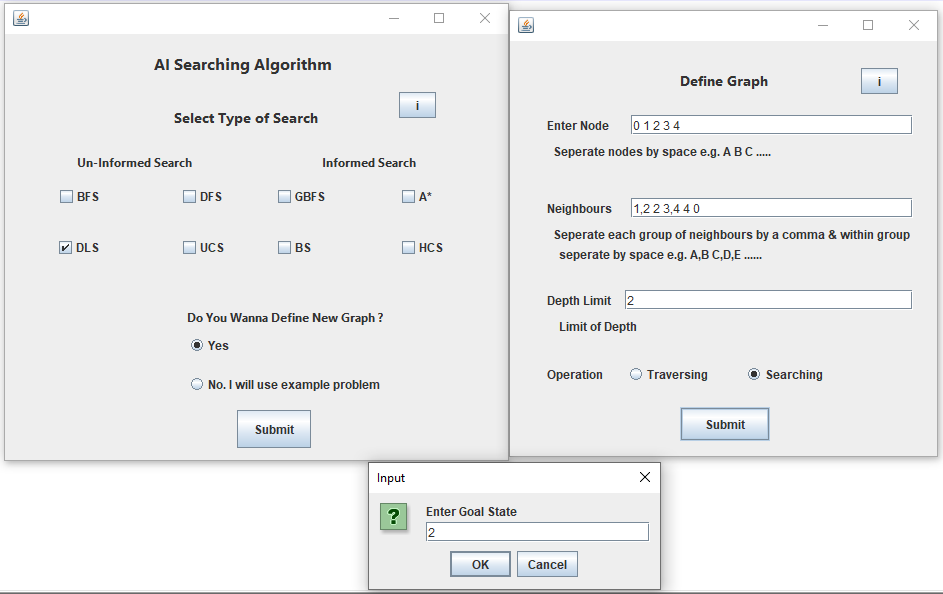 AI Searching Algorithm
i
Select Type of Search
Un-Informed Search Informed Search
BFS DFS GBFS A*
DLS UCS BS HCS
Do You Wanna Define New Graph ?
Yes
No. I will use example problem
Submit
Define Graph i
Enter Node 0 1 2 3 4
Seperate nodes by space e.g. A B C .....
Neighbours 1,2 2 3,4 4 0
Seperate each group of neighbours by a comma & within group
seperate by space e.g. A,B C,D,E ......
Depth Limit 2
Limit of Depth
Operation Traversing Searching
Submit
Input
?
Enter Goal State
2
OK Cancel